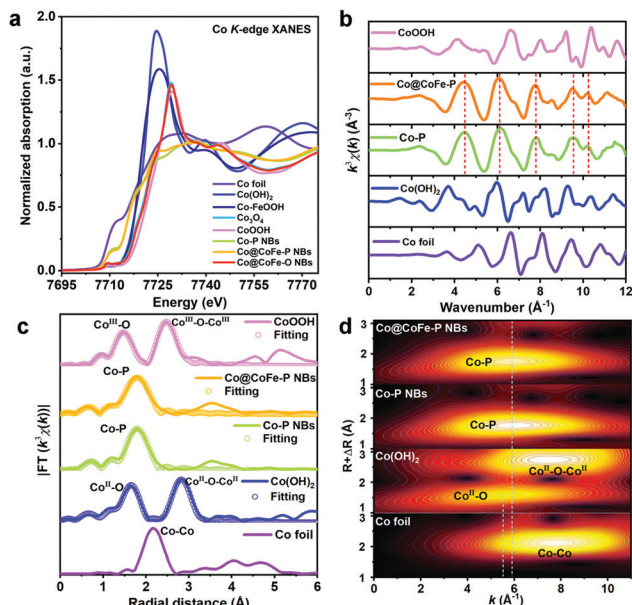 a
Co K-edge XANES
Normalized absorption (a.u.)
2.0
1.5
1.0
0.5
0.0
Co foil
Co(OH)₂
Co-FeOOH
Co₃O₄
CoOOH
Co-P NBs
Co@CoFe-P NBs
Co@CoFe-O NBs
7695 7710 7725 7740 7755 7770
Energy (eV)
b
k³χ(k) (Å⁻³)
CoOOH
Co@CoFe-P
Co-P
Co(OH)₂
Co foil
0 2 4 6 8 10 12
Wavenumber (Å⁻¹)
c
|FT (k³χ(k))|
Coᴵᴵᴵ-O
Coᴵᴵᴵ-O-Coᴵᴵᴵ
CoOOH
Fitting
Co-P
Co@CoFe-P NBs
Fitting
Co-P
Co-P NBs
Fitting
Coᴵᴵ-O
Coᴵᴵ-O-Coᴵᴵ
Co(OH)₂
Fitting
Co-Co
Co foil
0 1 2 3 4 5 6
Radial distance (Å)
d
R+ΔR (Å)
3
2
1
3
2
1
3
2
1
3
2
1
Co@CoFe-P NBs
Co-P
Co-P NBs
Co-P
Co(OH)₂
Coᴵᴵ-O-Coᴵᴵ
Coᴵᴵ-O
Co foil
Co-Co
0 2 4 6 8 10
k (Å⁻¹)